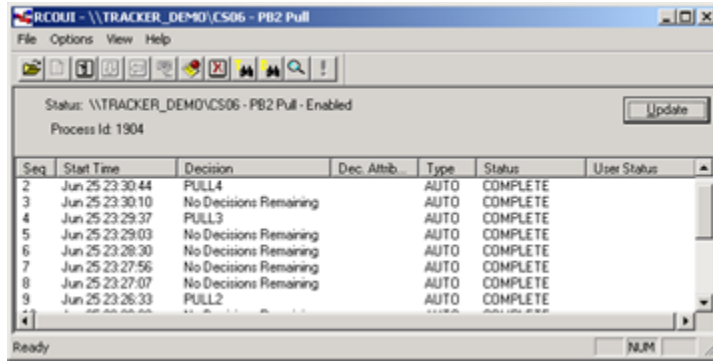 RCOUI - \\TRACKER_DEMO\CS06 - PB2 Pull
File Options View Help
Status: \\TRACKER_DEMO\CS06 - PB2 Pull - Enabled
Update
Process Id: 1904
Seq Start Time Decision Dec. Attrib... Type Status User Status
2 Jun 25 23:30:44 PULL4 AUTO COMPLETE
3 Jun 25 23:30:10 No Decisions Remaining AUTO COMPLETE
4 Jun 25 23:29:37 PULL3 AUTO COMPLETE
5 Jun 25 23:29:03 No Decisions Remaining AUTO COMPLETE
6 Jun 25 23:28:30 No Decisions Remaining AUTO COMPLETE
7 Jun 25 23:27:56 No Decisions Remaining AUTO COMPLETE
8 Jun 25 23:27:07 No Decisions Remaining AUTO COMPLETE
9 Jun 25 23:26:33 PULL2 AUTO COMPLETE
Ready NUM